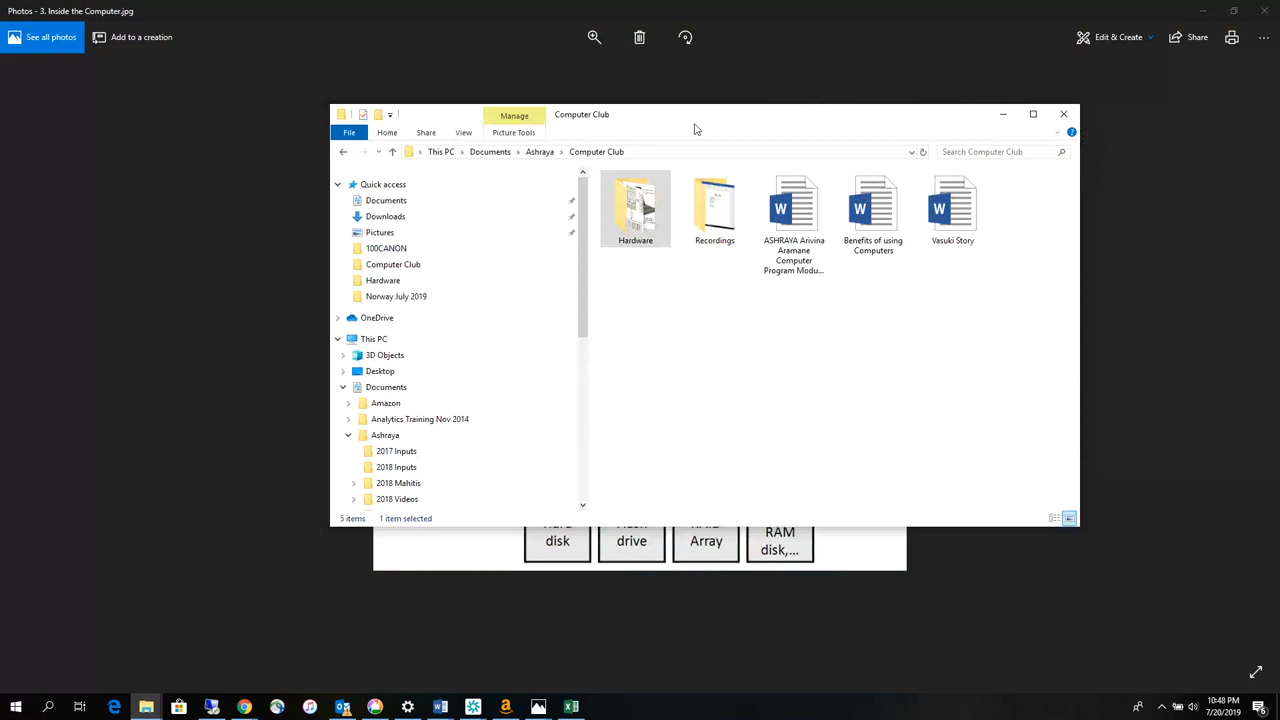 Photos - 3. Inside the Computer.jpg
See all photos
Add to a creation
Edit & Create
Share
Manage
Computer Club
File
Home
Share
View
Picture Tools
This PC
Documents
Ashraya
Computer Club
Search Computer Club
Quick access
Documents
Downloads
Pictures
100CANON
Computer Club
Hardware
Norway July 2019
OneDrive
This PC
3D Objects
Desktop
Documents
Amazon
Analytics Training Nov 2014
Ashraya
2017 Inputs
2018 Inputs
2018 Mahitis
2018 Videos
Hardware
Recordings
ASHRAYA Arivina
Aramane
Computer
Program Modu...
Benefits of using
Computers
Vasuki Story
5 items
1 item selected
disk
drive
Array
RAM
disk,...
10:48 PM
7/20/2019